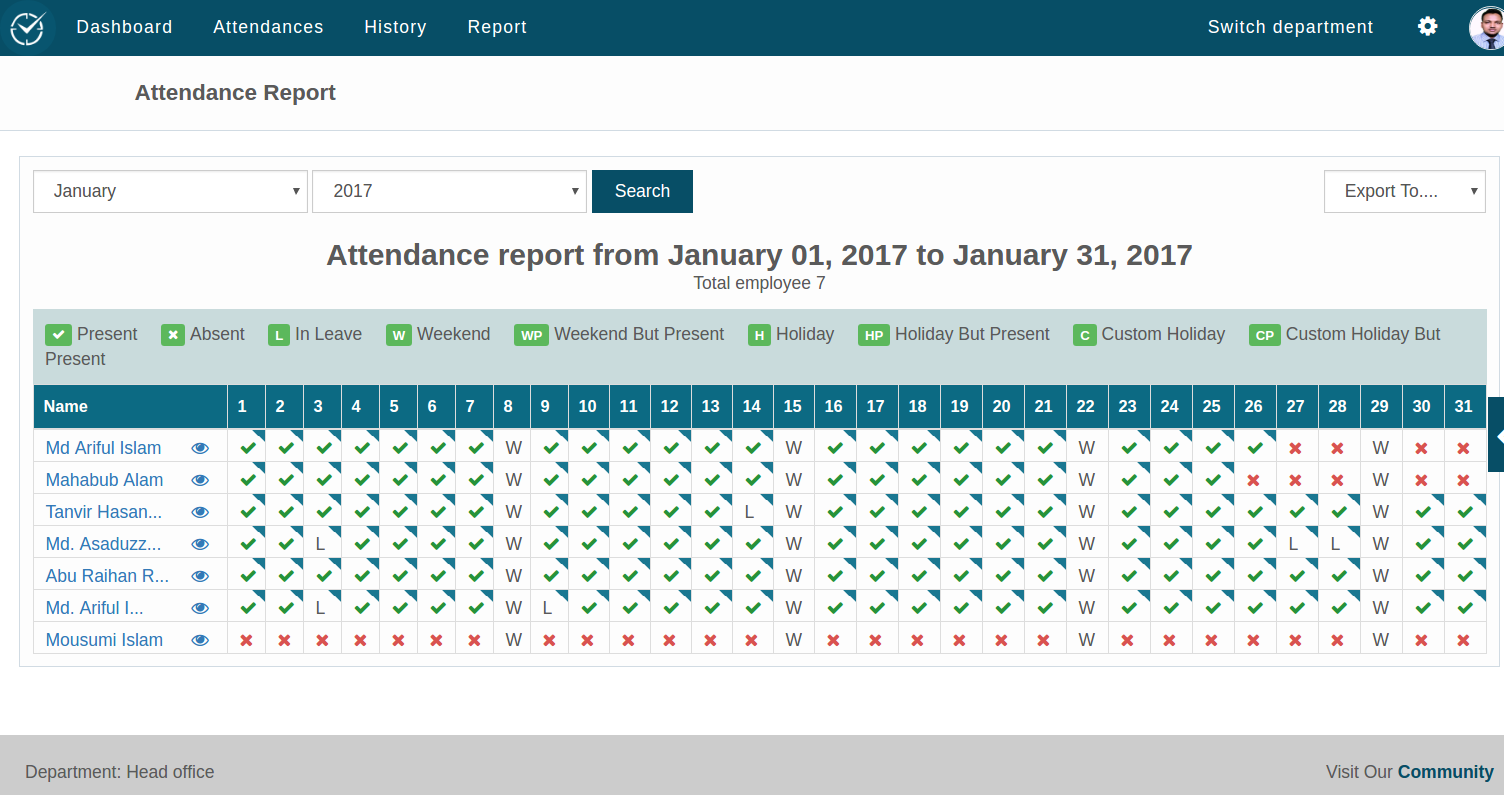 Dashboard Attendances History Report Switch department
Attendance Report
January 2017 Search Export To....
Attendance report from January 01, 2017 to January 31, 2017
Total employee 7
Present Absent L In Leave W Weekend WP Weekend But Present H Holiday HP Holiday But Present C Custom Holiday CP Custom Holiday But
Present
Name 1 2 3 4 5 6 7 8 9 10 11 12 13 14 15 16 17 18 19 20 21 22 23 24 25 26 27 28 29 30 31
Md Ariful Islam W W W W
Mahabub Alam W W W W
Tanvir Hasan... W L W W W
Md. Asaduzz... L W W W L L W
Abu Raihan R... W W W W
Md. Ariful I... L W L W W W
Mousumi Islam W W W W
Department: Head office Visit Our Community